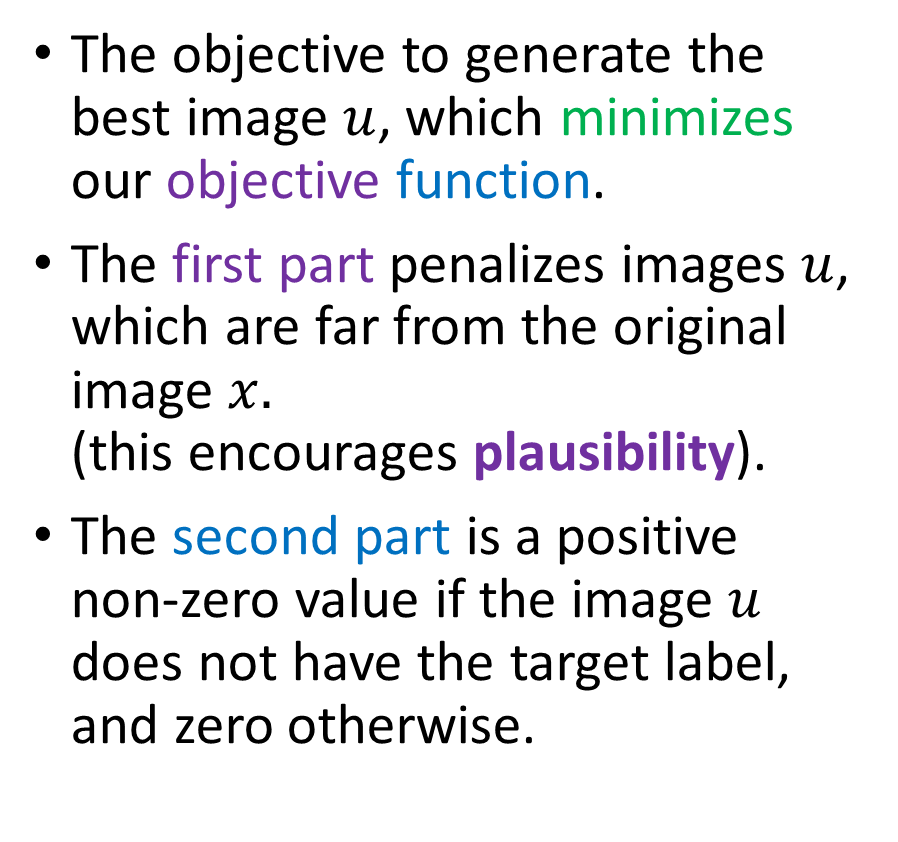 • The objective to generate the
best image 𝑢, which minimizes
our objective function.
• The first part penalizes images 𝑢,
which are far from the original
image 𝑥.
(this encourages plausibility).
• The second part is a positive
non-zero value if the image 𝑢
does not have the target label,
and zero otherwise.